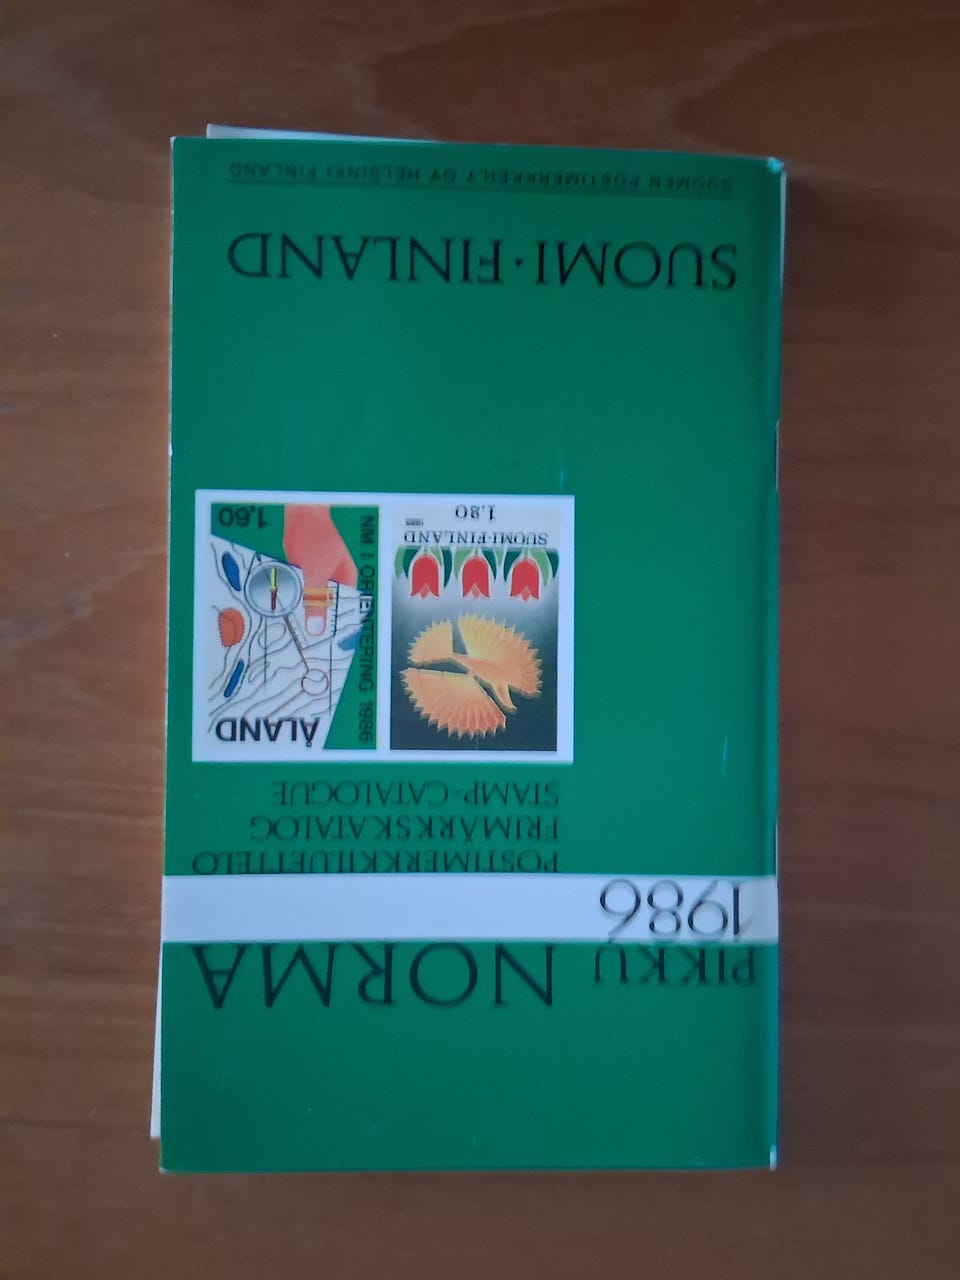 PIKKU NORMA
1986
POSTIMERKKILUETTELO
FRIMÄRKSKATALOG
STAMP-CATALOGUE
SUOMI-FINLAND
1985
1.20
ÅLAND
NM I ORIENTERING 1986
1,60
SUOMI·FINLAND
SUOMEN POSTIMERKKEILY OY HELSINKI FINLAND